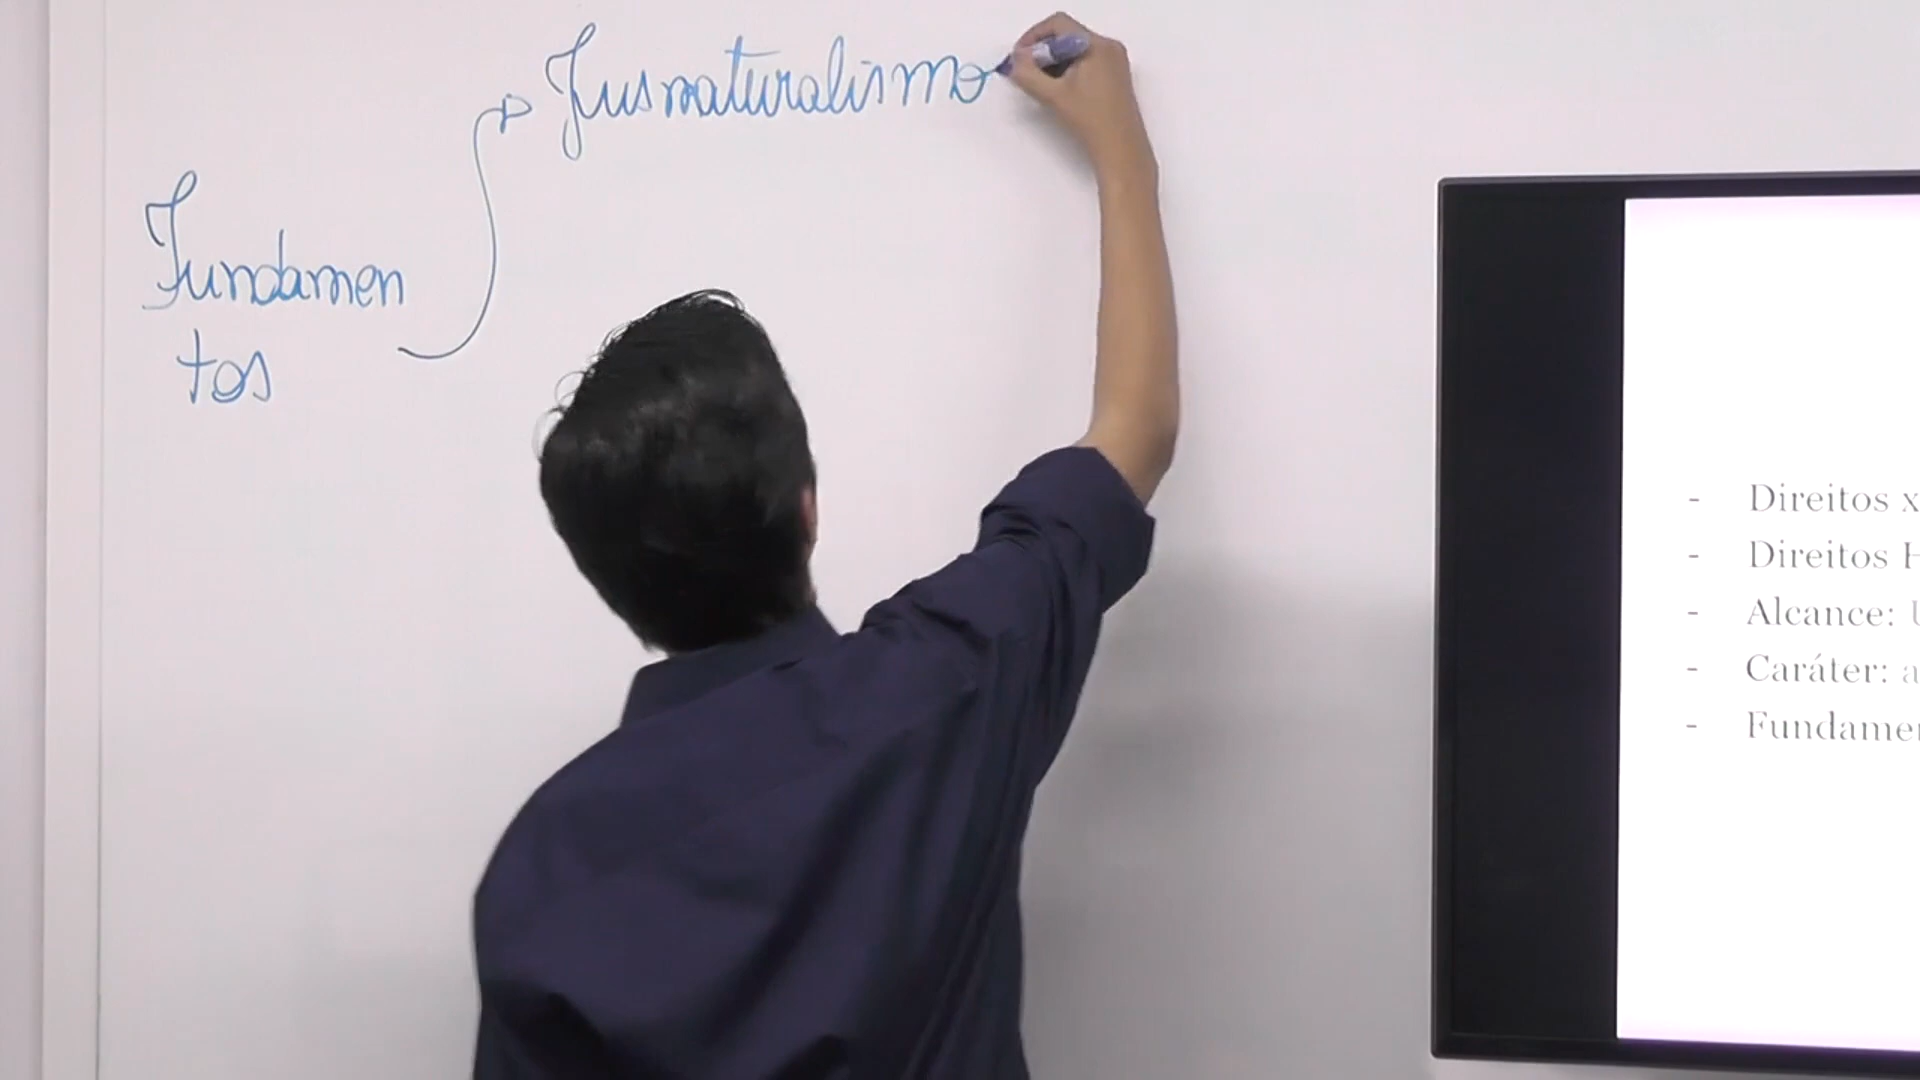 Jusnaturalismo
Fundamen
tos
- Direitos x
- Direitos H
- Alcance: U
- Caráter: a
- Fundamen